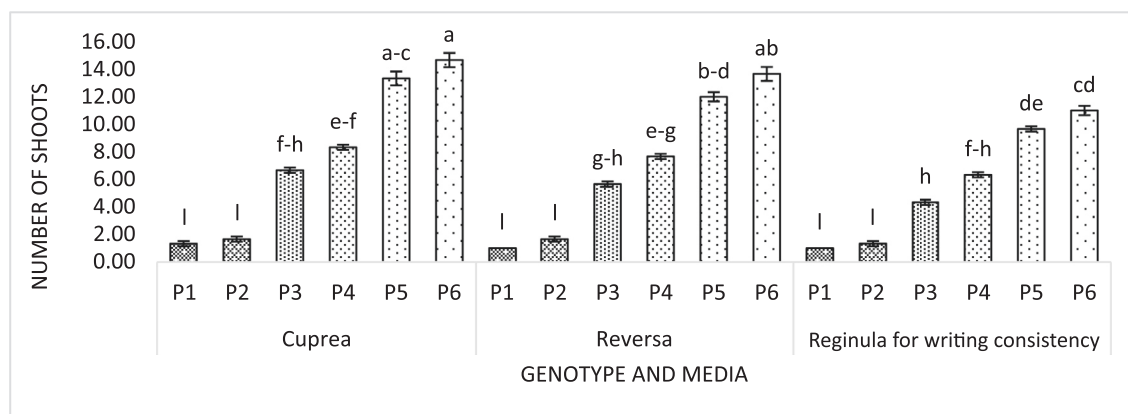 NUMBER OF SHOOTS
16.00
14.00
12.00
10.00
8.00
6.00
4.00
2.00
0.00
l l f-h e-f a-c a l l g-h e-g b-d ab l l h f-h de cd
P1 P2 P3 P4 P5 P6 P1 P2 P3 P4 P5 P6 P1 P2 P3 P4 P5 P6
Cuprea Reversa Reginula for writing consistency
GENOTYPE AND MEDIA